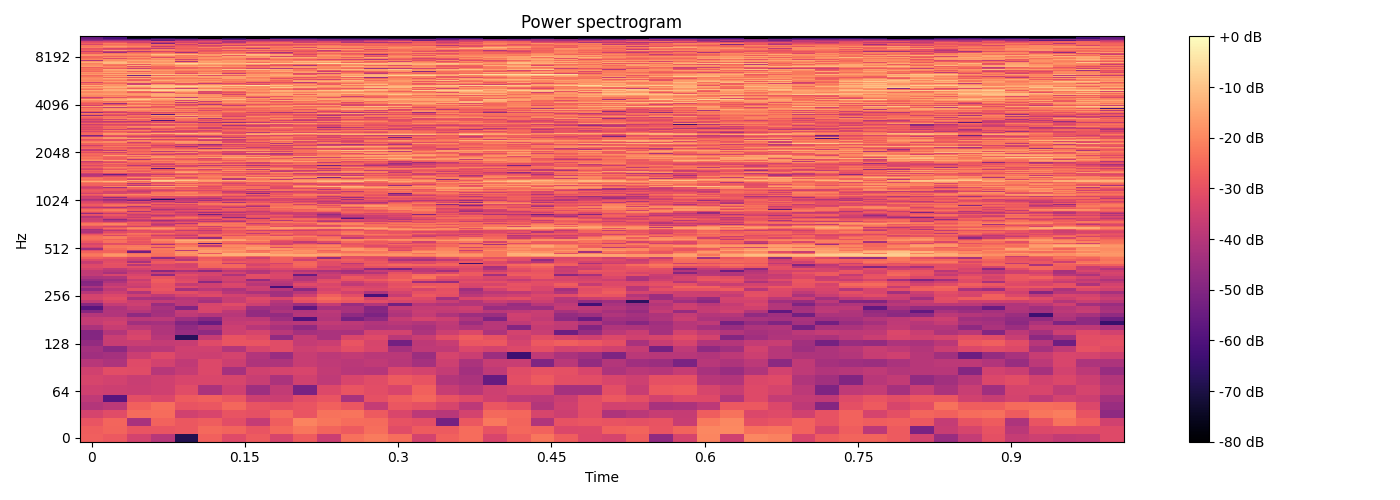 Power spectrogram
Hz
8192
4096
2048
1024
512
256
128
64
0
0 0.15 0.3 0.45 0.6 0.75 0.9
Time
+0 dB
-10 dB
-20 dB
-30 dB
-40 dB
-50 dB
-60 dB
-70 dB
-80 dB